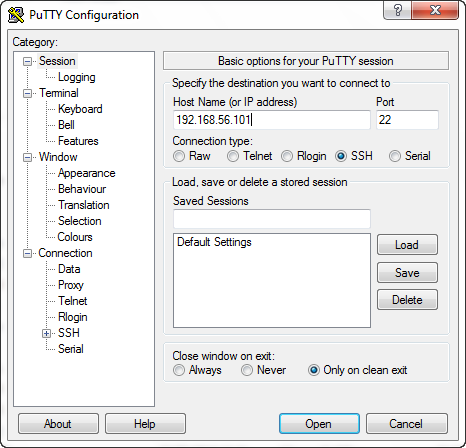 PuTTY Configuration
Category:
Session
Logging
Terminal
Keyboard
Bell
Features
Window
Appearance
Behaviour
Translation
Selection
Colours
Connection
Data
Proxy
Telnet
Rlogin
SSH
Serial
Basic options for your PuTTY session
Specify the destination you want to connect to
Host Name (or IP address) Port
192.168.56.101 22
Connection type:
Raw Telnet Rlogin SSH Serial
Load, save or delete a stored session
Saved Sessions
Default Settings
Load
Save
Delete
Close window on exit:
Always Never Only on clean exit
About Help Open Cancel